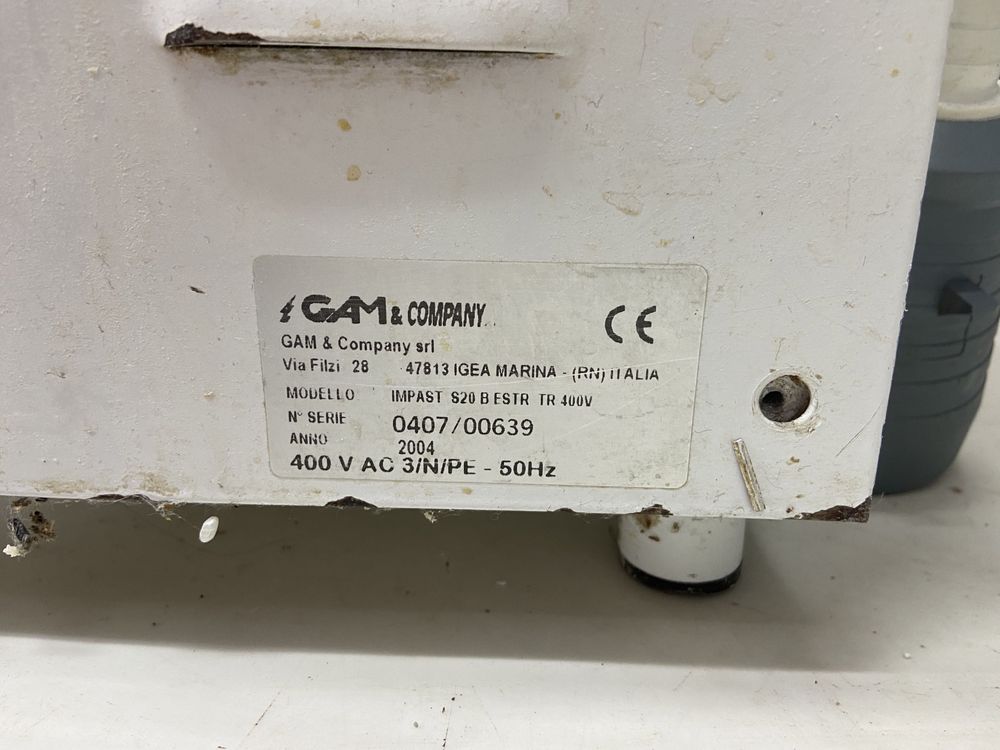 GAM & COMPANY
CE
GAM & Company srl
Via Filzi 28 47813 IGEA MARINA - (RN) ITALIA
MODELLO IMPAST S20 B ESTR TR 400V
N° SERIE 0407/00639
ANNO 2004
400 V AC 3/N/PE - 50Hz